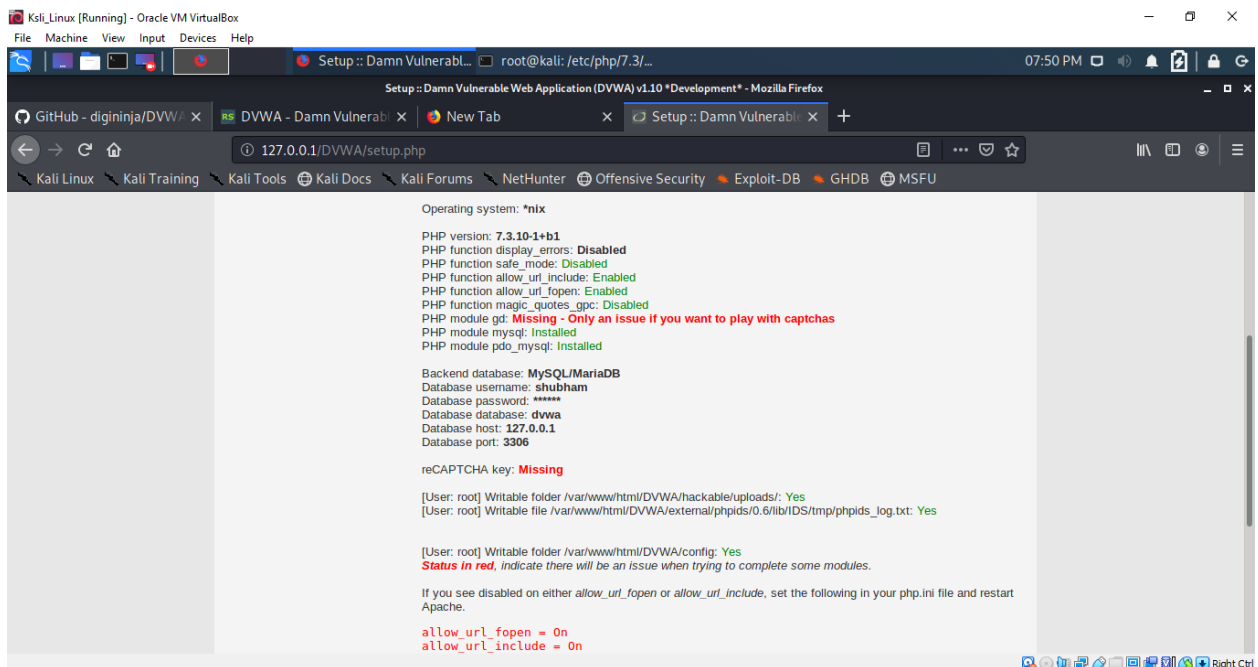 Ksli_Linux [Running] - Oracle VM VirtualBox
File Machine View Input Devices Help
Setup :: Damn Vulnerabl... root@kali: /etc/php/7.3/... 07:50 PM
Setup :: Damn Vulnerable Web Application (DVWA) v1.10 *Development* - Mozilla Firefox
GitHub - digininja/DVWA RS DVWA - Damn Vulnerabl New Tab Setup :: Damn Vulnerable
127.0.0.1/DVWA/setup.php
Kali Linux Kali Training Kali Tools Kali Docs Kali Forums NetHunter Offensive Security Exploit-DB GHDB MSFU
Operating system: *nix
PHP version: 7.3.10-1+b1
PHP function display_errors: Disabled
PHP function safe_mode: Disabled
PHP function allow_url_include: Enabled
PHP function allow_url_fopen: Enabled
PHP function magic_quotes_gpc: Disabled
PHP module gd: Missing - Only an issue if you want to play with captchas
PHP module mysql: Installed
PHP module pdo_mysql: Installed
Backend database: MySQL/MariaDB
Database username: shubham
Database password: ******
Database database: dvwa
Database host: 127.0.0.1
Database port: 3306
reCAPTCHA key: Missing
[User: root] Writable folder /var/www/html/DVWA/hackable/uploads/: Yes
[User: root] Writable file /var/www/html/DVWA/external/phpids/0.6/lib/IDS/tmp/phpids_log.txt: Yes
[User: root] Writable folder /var/www/html/DVWA/config: Yes
Status in red, indicate there will be an issue when trying to complete some modules.
If you see disabled on either allow_url_fopen or allow_url_include, set the following in your php.ini file and restart
Apache.
allow_url_fopen = On
allow_url_include = On
Right Ctrl